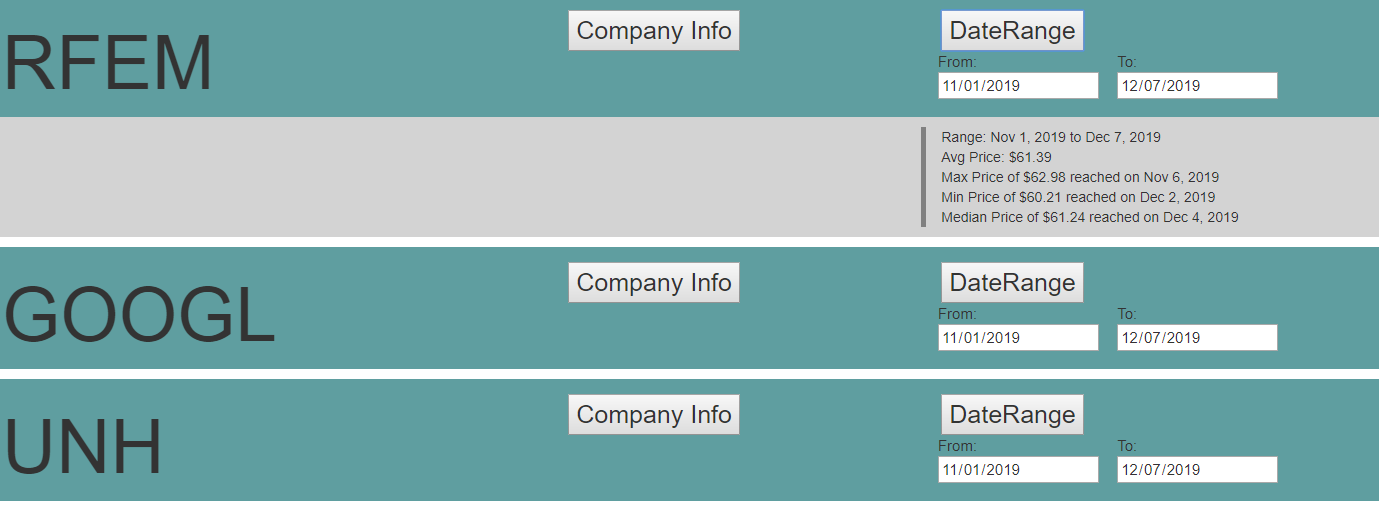 RFEM
Company Info
DateRange
From: To:
11/01/2019 12/07/2019
Range: Nov 1, 2019 to Dec 7, 2019
Avg Price: $61.39
Max Price of $62.98 reached on Nov 6, 2019
Min Price of $60.21 reached on Dec 2, 2019
Median Price of $61.24 reached on Dec 4, 2019
GOOGL
Company Info
DateRange
From: To:
11/01/2019 12/07/2019
UNH
Company Info
DateRange
From: To:
11/01/2019 12/07/2019